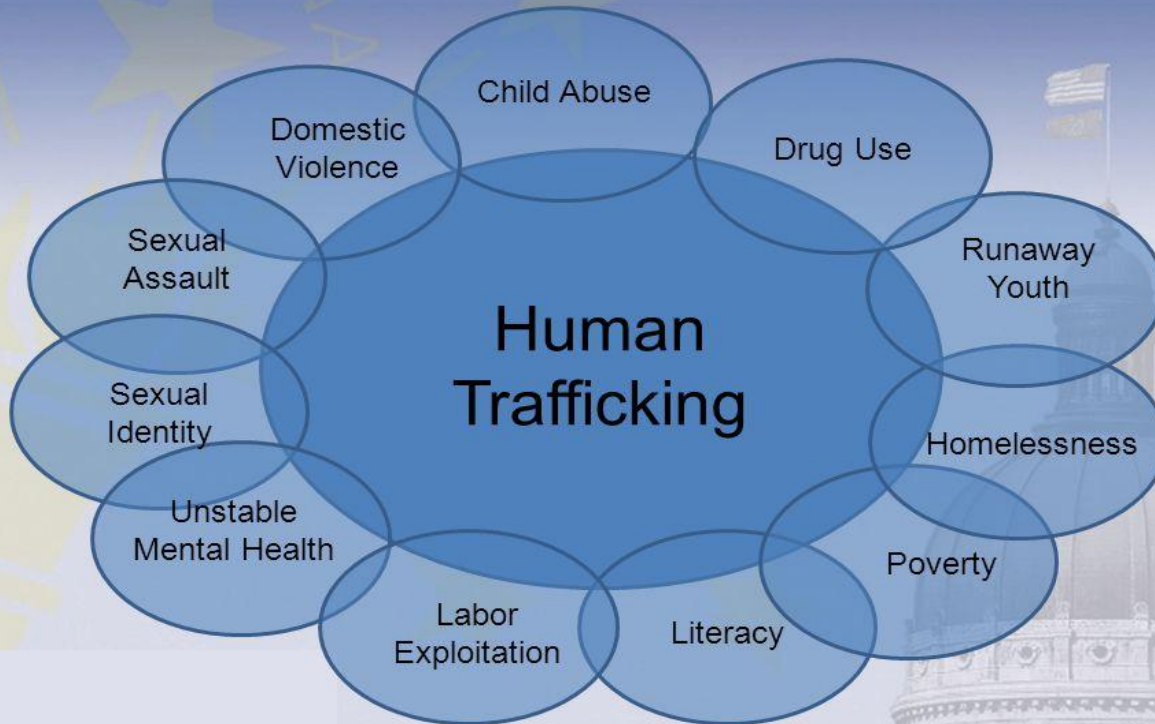 Child Abuse
Domestic
Violence
Drug Use
Sexual
Assault
Runaway
Youth
Human
Trafficking
Sexual
Identity
Homelessness
Unstable
Mental Health
Poverty
Labor
Exploitation
Literacy